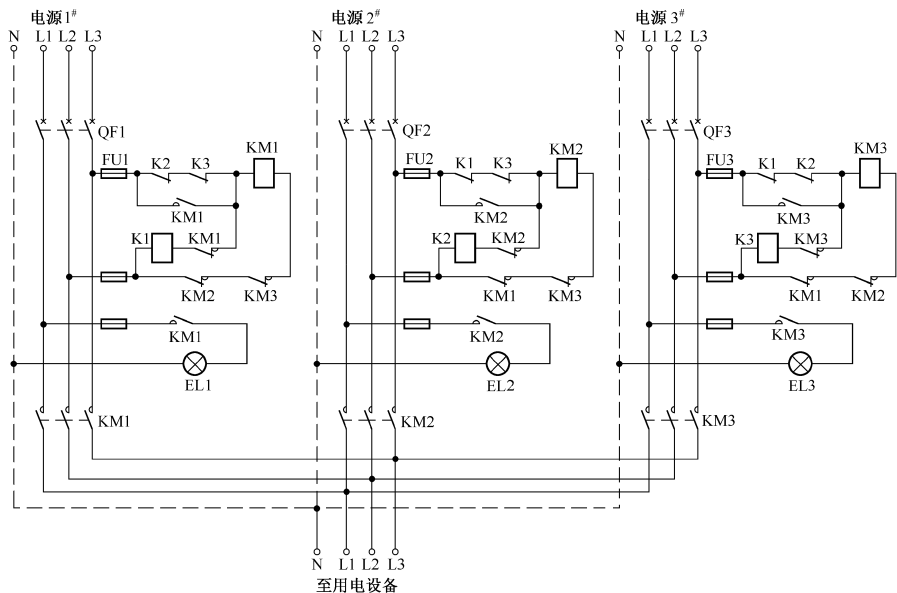 电源1# 电源2# 电源3#
N L1 L2 L3 N L1 L2 L3 N L1 L2 L3
QF1 QF2 QF3
FU1 K2 K3 KM1 FU2 K1 K3 KM2 FU3 K1 K2 KM3
KM1 KM2 KM3
K1 KM1 K2 KM2 K3 KM3
KM2 KM3 KM1 KM3 KM1 KM2
KM1 KM2 KM3
EL1 EL2 EL3
KM1 KM2 KM3
N L1 L2 L3
至用电设备